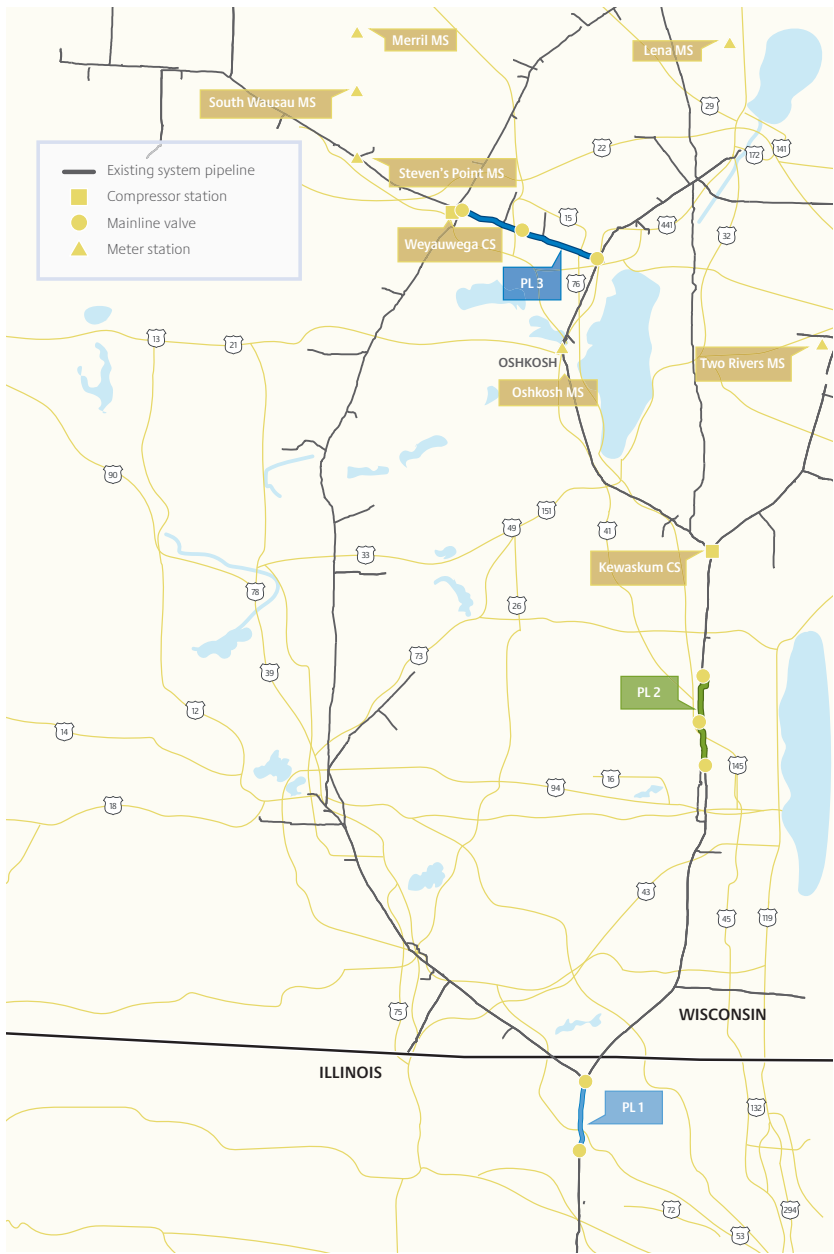 Merril MS
Lena MS
South Wausau MS
29
22
172
141
Existing system pipeline
Compressor station
Mainline valve
Meter station
Steven's Point MS
15
441
32
Weyauwega CS
PL 3
76
13
21
OSHKOSH
Two Rivers MS
Oshkosh MS
90
151
49
41
33
Kewaskum CS
78
26
73
39
PL 2
12
14
145
16
94
18
43
45
119
75
WISCONSIN
ILLINOIS
132
PL 1
72
294
53